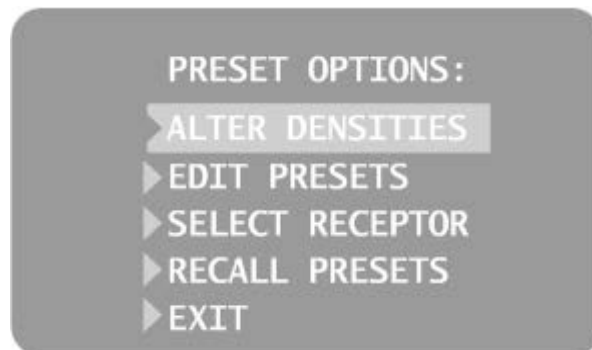 PRESET OPTIONS:
ALTER DENSITIES
EDIT PRESETS
SELECT RECEPTOR
RECALL PRESETS
EXIT